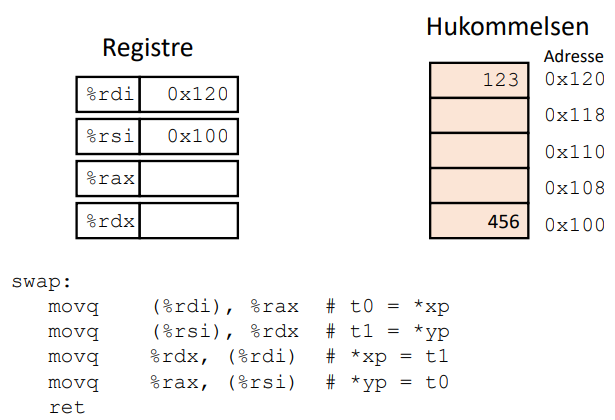 Hukommelsen
Registre
Adresse
%rdi 0x120
123 0x120
%rsi 0x100
0x118
%rax
0x110
%rdx
0x108
456 0x100
swap:
movq (%rdi), %rax # t0 = *xp
movq (%rsi), %rdx # t1 = *yp
movq %rdx, (%rdi) # *xp = t1
movq %rax, (%rsi) # *yp = t0
ret